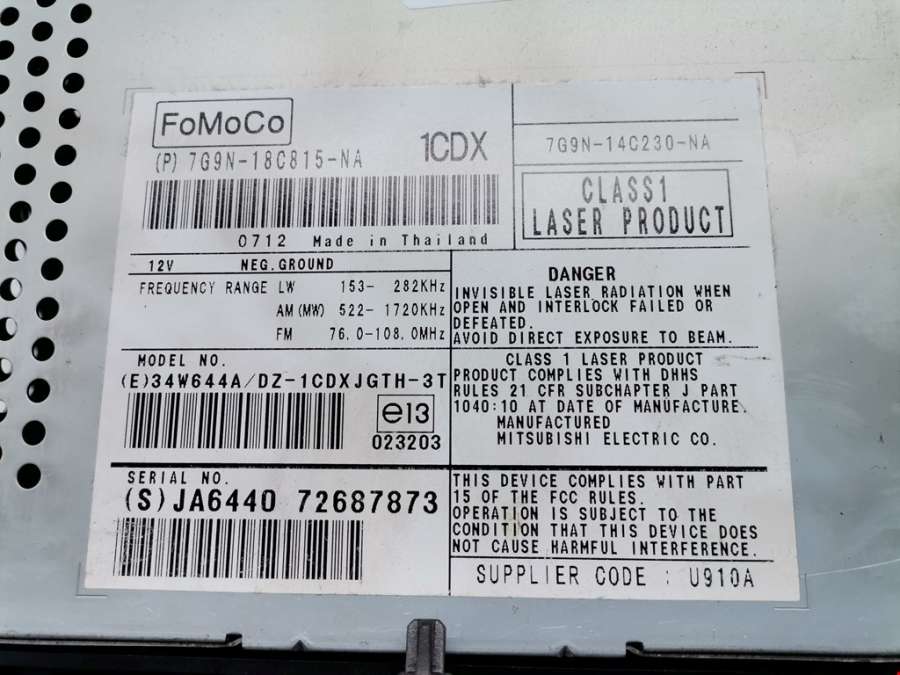 FoMoCo
(P) 7G9N-18C815-NA
1CDX
0712 Made in Thailand
7G9N-14C230-NA
CLASS1
LASER PRODUCT
12V NEG.GROUND
FREQUENCY RANGE LW 153- 282KHz
AM (MW) 522- 1720KHz
FM 76.0-108.0MHz
DANGER
INVISIBLE LASER RADIATION WHEN
OPEN AND INTERLOCK FAILED OR
DEFEATED.
AVOID DIRECT EXPOSURE TO BEAM.
MODEL NO.
(E)34W644A/DZ-1CDXJGTH-3T
e13
023203
CLASS 1 LASER PRODUCT
PRODUCT COMPLIES WITH DHHS
RULES 21 CFR SUBCHAPTER J PART
1040:10 AT DATE OF MANUFACTURE.
MANUFACTURED
MITSUBISHI ELECTRIC CO.
SERIAL NO.
(S)JA6440 72687873
THIS DEVICE COMPLIES WITH PART
15 OF THE FCC RULES.
OPERATION IS SUBJECT TO THE
CONDITION THAT THIS DEVICE DOES
NOT CAUSE HARMFUL INTERFERENCE.
SUPPLIER CODE : U910A